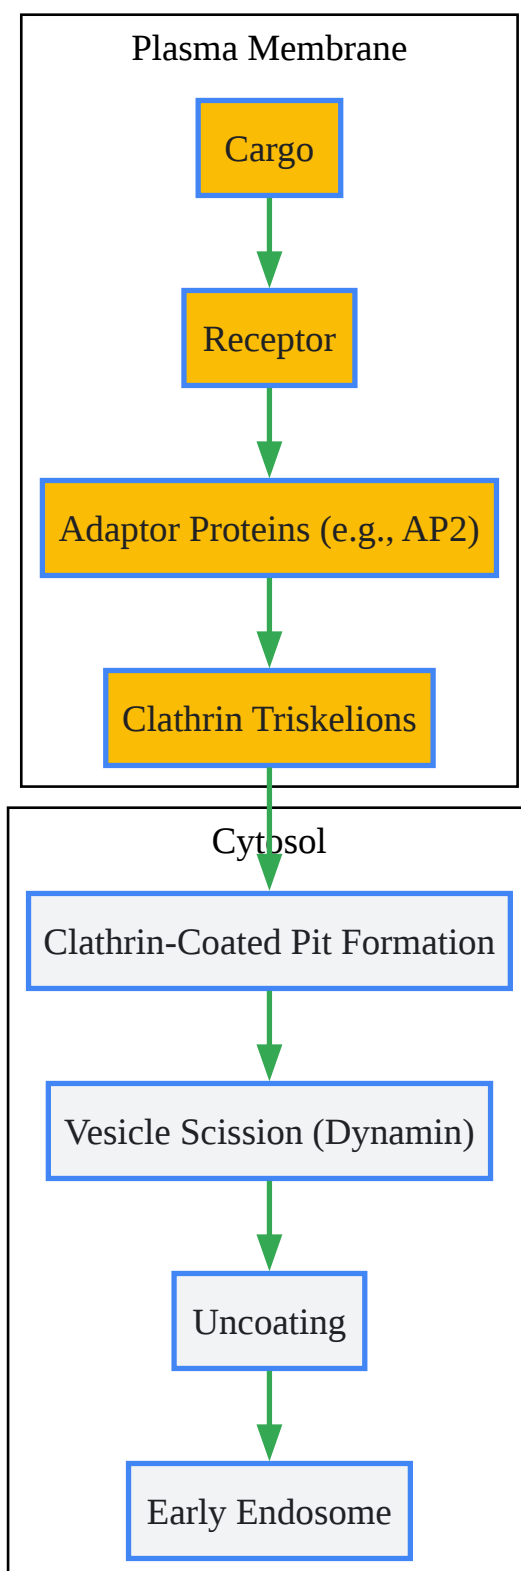 Plasma Membrane
Cargo
Receptor
Adaptor Proteins (e.g., AP2)
Clathrin Triskelions
Cytosol
Clathrin-Coated Pit Formation
Vesicle Scission (Dynamin)
Uncoating
Early Endosome